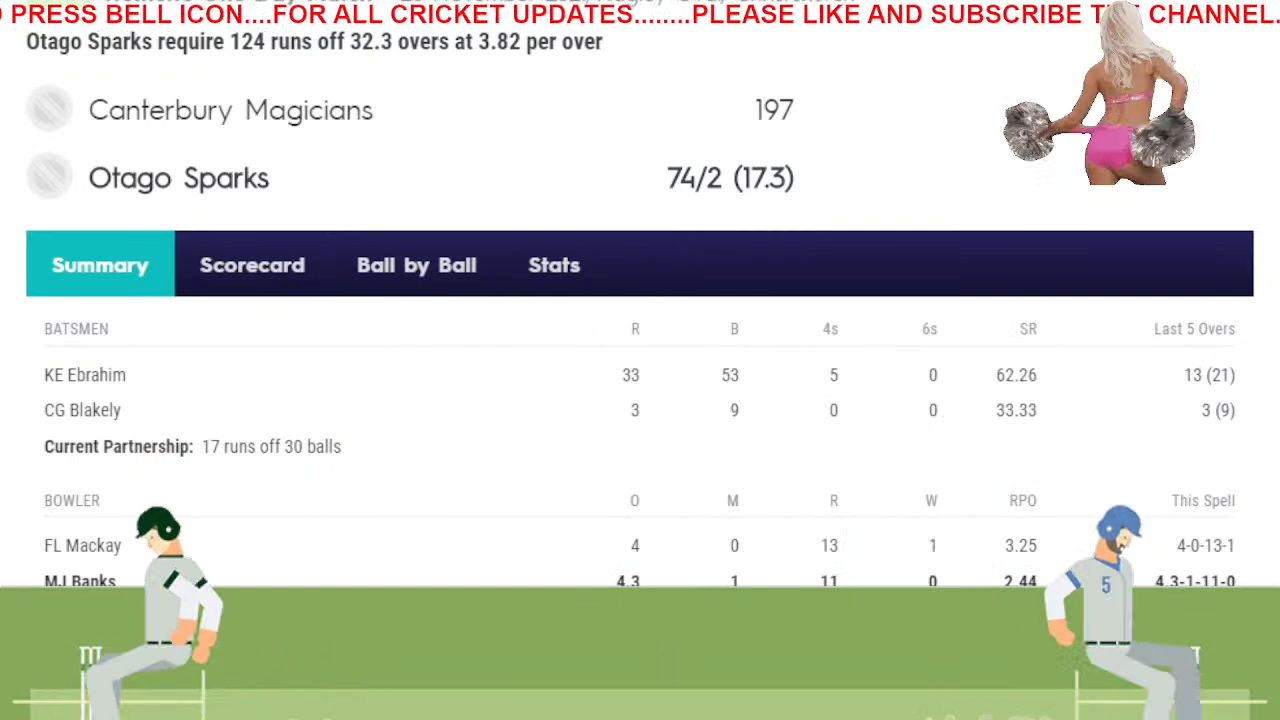 PRESS BELL ICON....FOR ALL CRICKET UPDATES........PLEASE LIKE AND SUBSCRIBE THE CHANNEL.
Otago Sparks require 124 runs off 32.3 overs at 3.82 per over
Canterbury Magicians 197
Otago Sparks 74/2 (17.3)
Summary Scorecard Ball by Ball Stats
BATSMEN R B 4s 6s SR Last 5 Overs
KE Ebrahim 33 53 5 0 62.26 13 (21)
CG Blakely 3 9 0 0 33.33 3 (9)
Current Partnership: 17 runs off 30 balls
BOWLER O M R W RPO This Spell
FL Mackay 4 0 13 1 3.25 4-0-13-1
MJ Banks 4.3 1 11 0 2.44 4.3-1-11-0
5